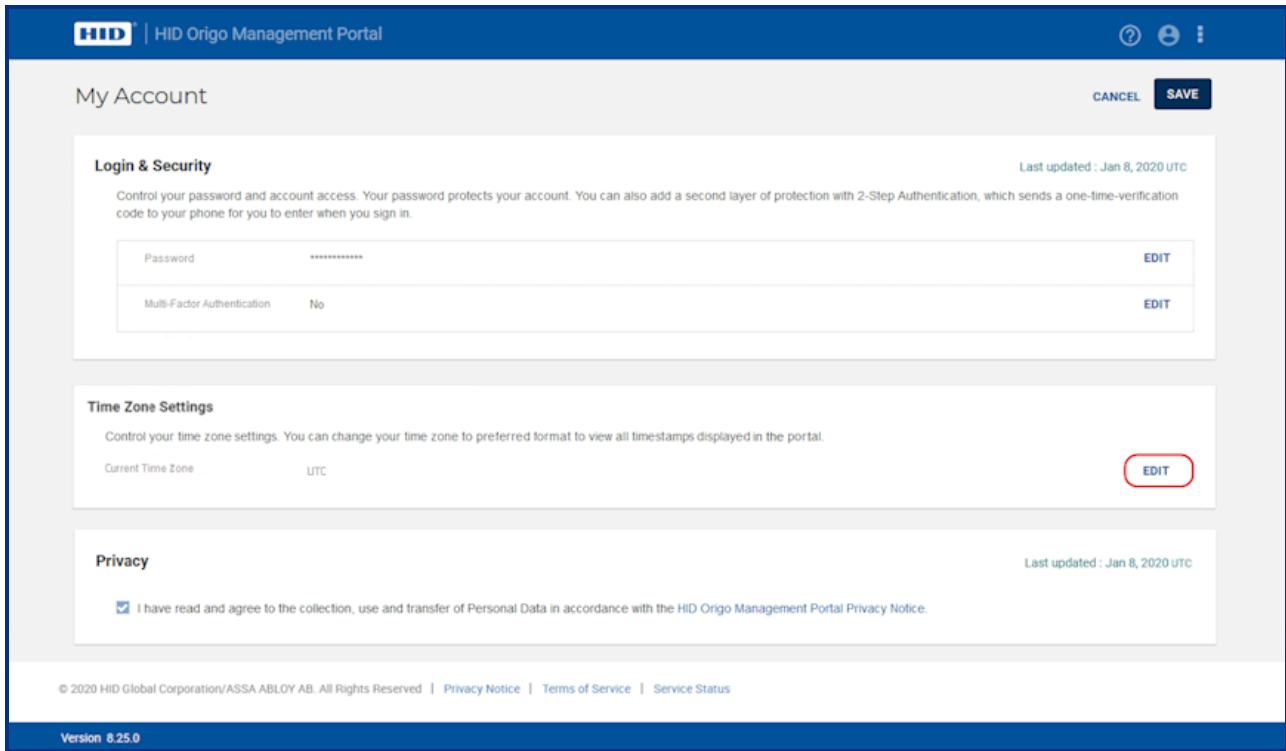 HID | HID Origo Management Portal
My Account
CANCEL SAVE
Login & Security Last updated : Jan 8, 2020 UTC
Control your password and account access. Your password protects your account. You can also add a second layer of protection with 2-Step Authentication, which sends a one-time-verification
code to your phone for you to enter when you sign in.
Password ************ EDIT
Multi-Factor Authentication No EDIT
Time Zone Settings
Control your time zone settings. You can change your time zone to preferred format to view all timestamps displayed in the portal.
Current Time Zone UTC EDIT
Privacy Last updated : Jan 8, 2020 UTC
I have read and agree to the collection, use and transfer of Personal Data in accordance with the HID Origo Management Portal Privacy Notice.
© 2020 HID Global Corporation/ASSA ABLOY AB. All Rights Reserved | Privacy Notice | Terms of Service | Service Status
Version 8.25.0